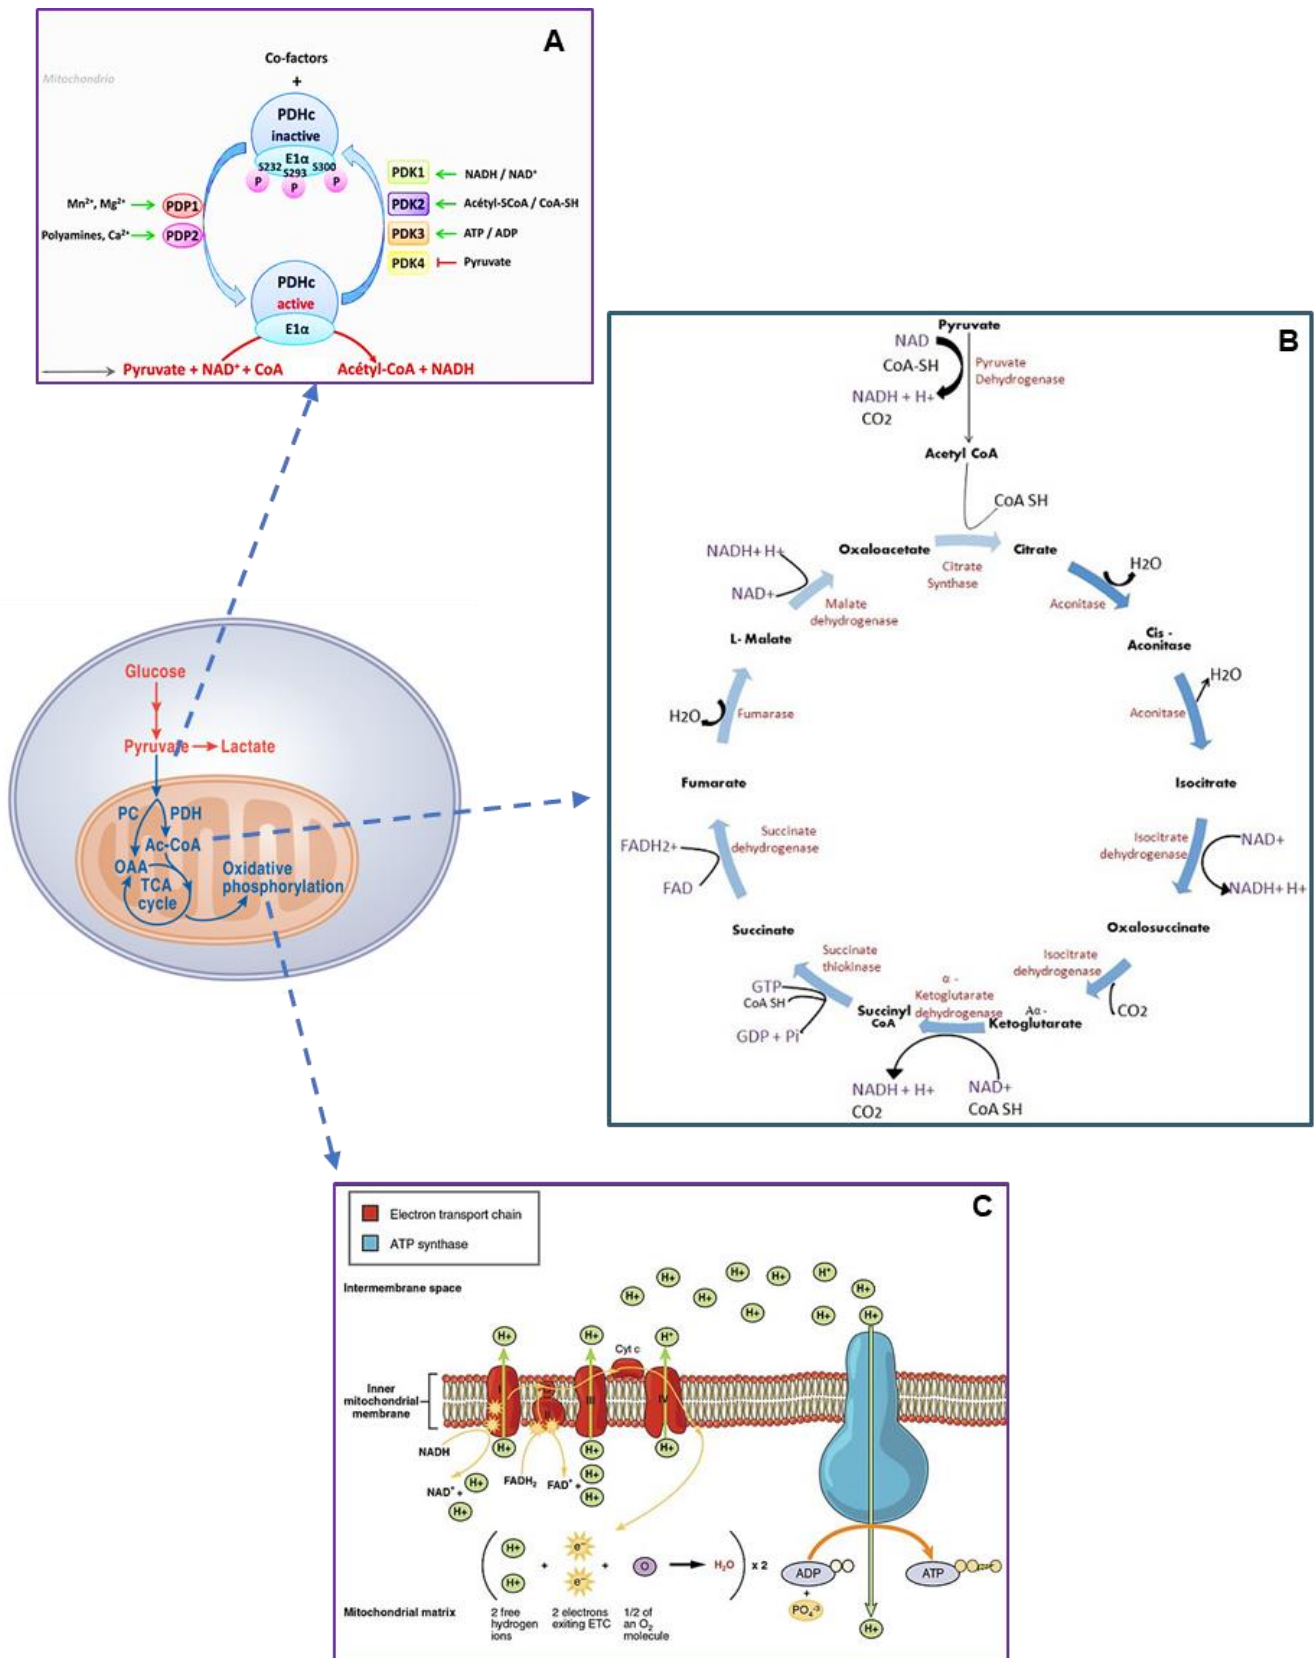 A
Co-factors
+
Mitochondria
PDHc
inactive
E1α
S232 S293 S300
P P P
Mn²⁺, Mg²⁺
PDP1
Polyamines, Ca²⁺
PDP2
PDK1
NADH / NAD⁺
PDK2
Acétyl-SCoA / CoA-SH
PDK3
ATP / ADP
PDK4
Pyruvate
PDHc
active
E1α
Pyruvate + NAD⁺ + CoA
Acétyl-CoA + NADH
B
Pyruvate
NAD
CoA-SH
NADH + H+
CO2
Pyruvate
Dehydrogenase
Acetyl CoA
CoA SH
Oxaloacetate
Citrate
Citrate
Synthase
H2O
Aconitase
Cis -
Aconitase
H2O
Aconitase
Isocitrate
Isocitrate
dehydrogenase
NAD+
NADH+ H+
Oxalosuccinate
Isocitrate
dehydrogenase
CO2
Aα -
Ketoglutarate
α -
Ketoglutarate
dehydrogenase
NAD+
CoA SH
NADH + H+
CO2
Succinyl
CoA
Succinate
thiokinase
GTP
CoA SH
GDP + Pi
Succinate
Succinate
dehydrogenase
FADH2+
FAD
Fumarate
Fumarase
H2O
L- Malate
Malate
dehydrogenase
NADH+ H+
NAD+
Glucose
Pyruvate
Lactate
PC
PDH
Ac-CoA
OAA
TCA
cycle
Oxidative
phosphorylation
C
Electron transport chain
ATP synthase
Intermembrane space
H+ H+ H+ H+ H+ H+ H⁺ H+ H+ H+
H+ H+ H⁺
Cyt c
Inner
mitochondrial
membrane
I
II
III
IV
H+ H+ H+
H+
H+
NADH
NAD⁺ +
H+
H+
FADH₂
FAD⁺ +
H+
H+
e⁻
e⁻
+
+
O
H₂O
x 2
2 free
hydrogen
ions
2 electrons
exiting ETC
1/2 of
an O₂
molecule
ADP
+
PO₄⁻³
ATP
H+
Mitochondrial matrix